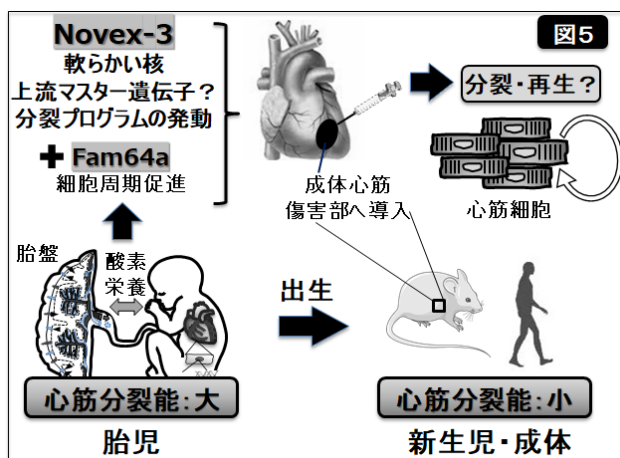 図5
Novex-3
軟らかい核
上流マスター遺伝子？
分裂プログラムの発動
+ Fam64a
細胞周期促進
分裂・再生？
心筋細胞
成体心筋
傷害部へ導入
胎盤
酸素
栄養
出生
心筋分裂能:大
胎児
心筋分裂能:小
新生児・成体